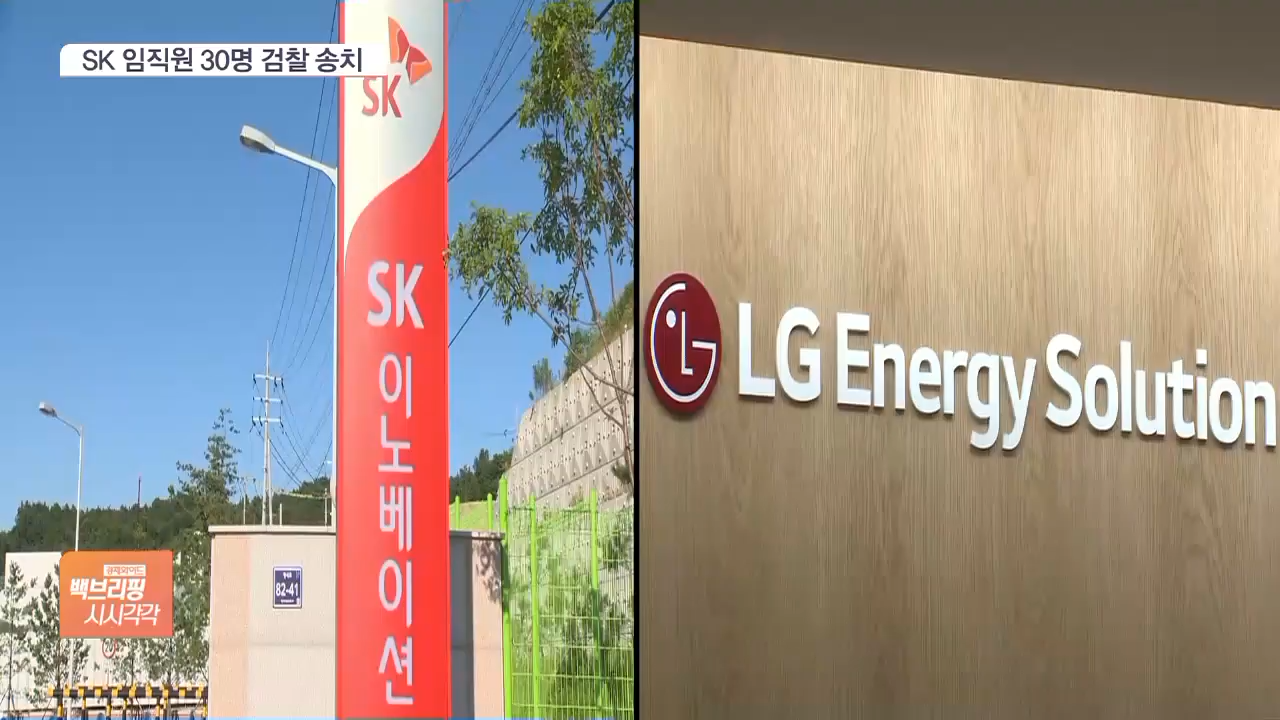 SK 임직원 30명 검찰 송치
SK
SK
이노베이션
LG Energy Solution
82-41
경제와이드
백브리핑
시시각각